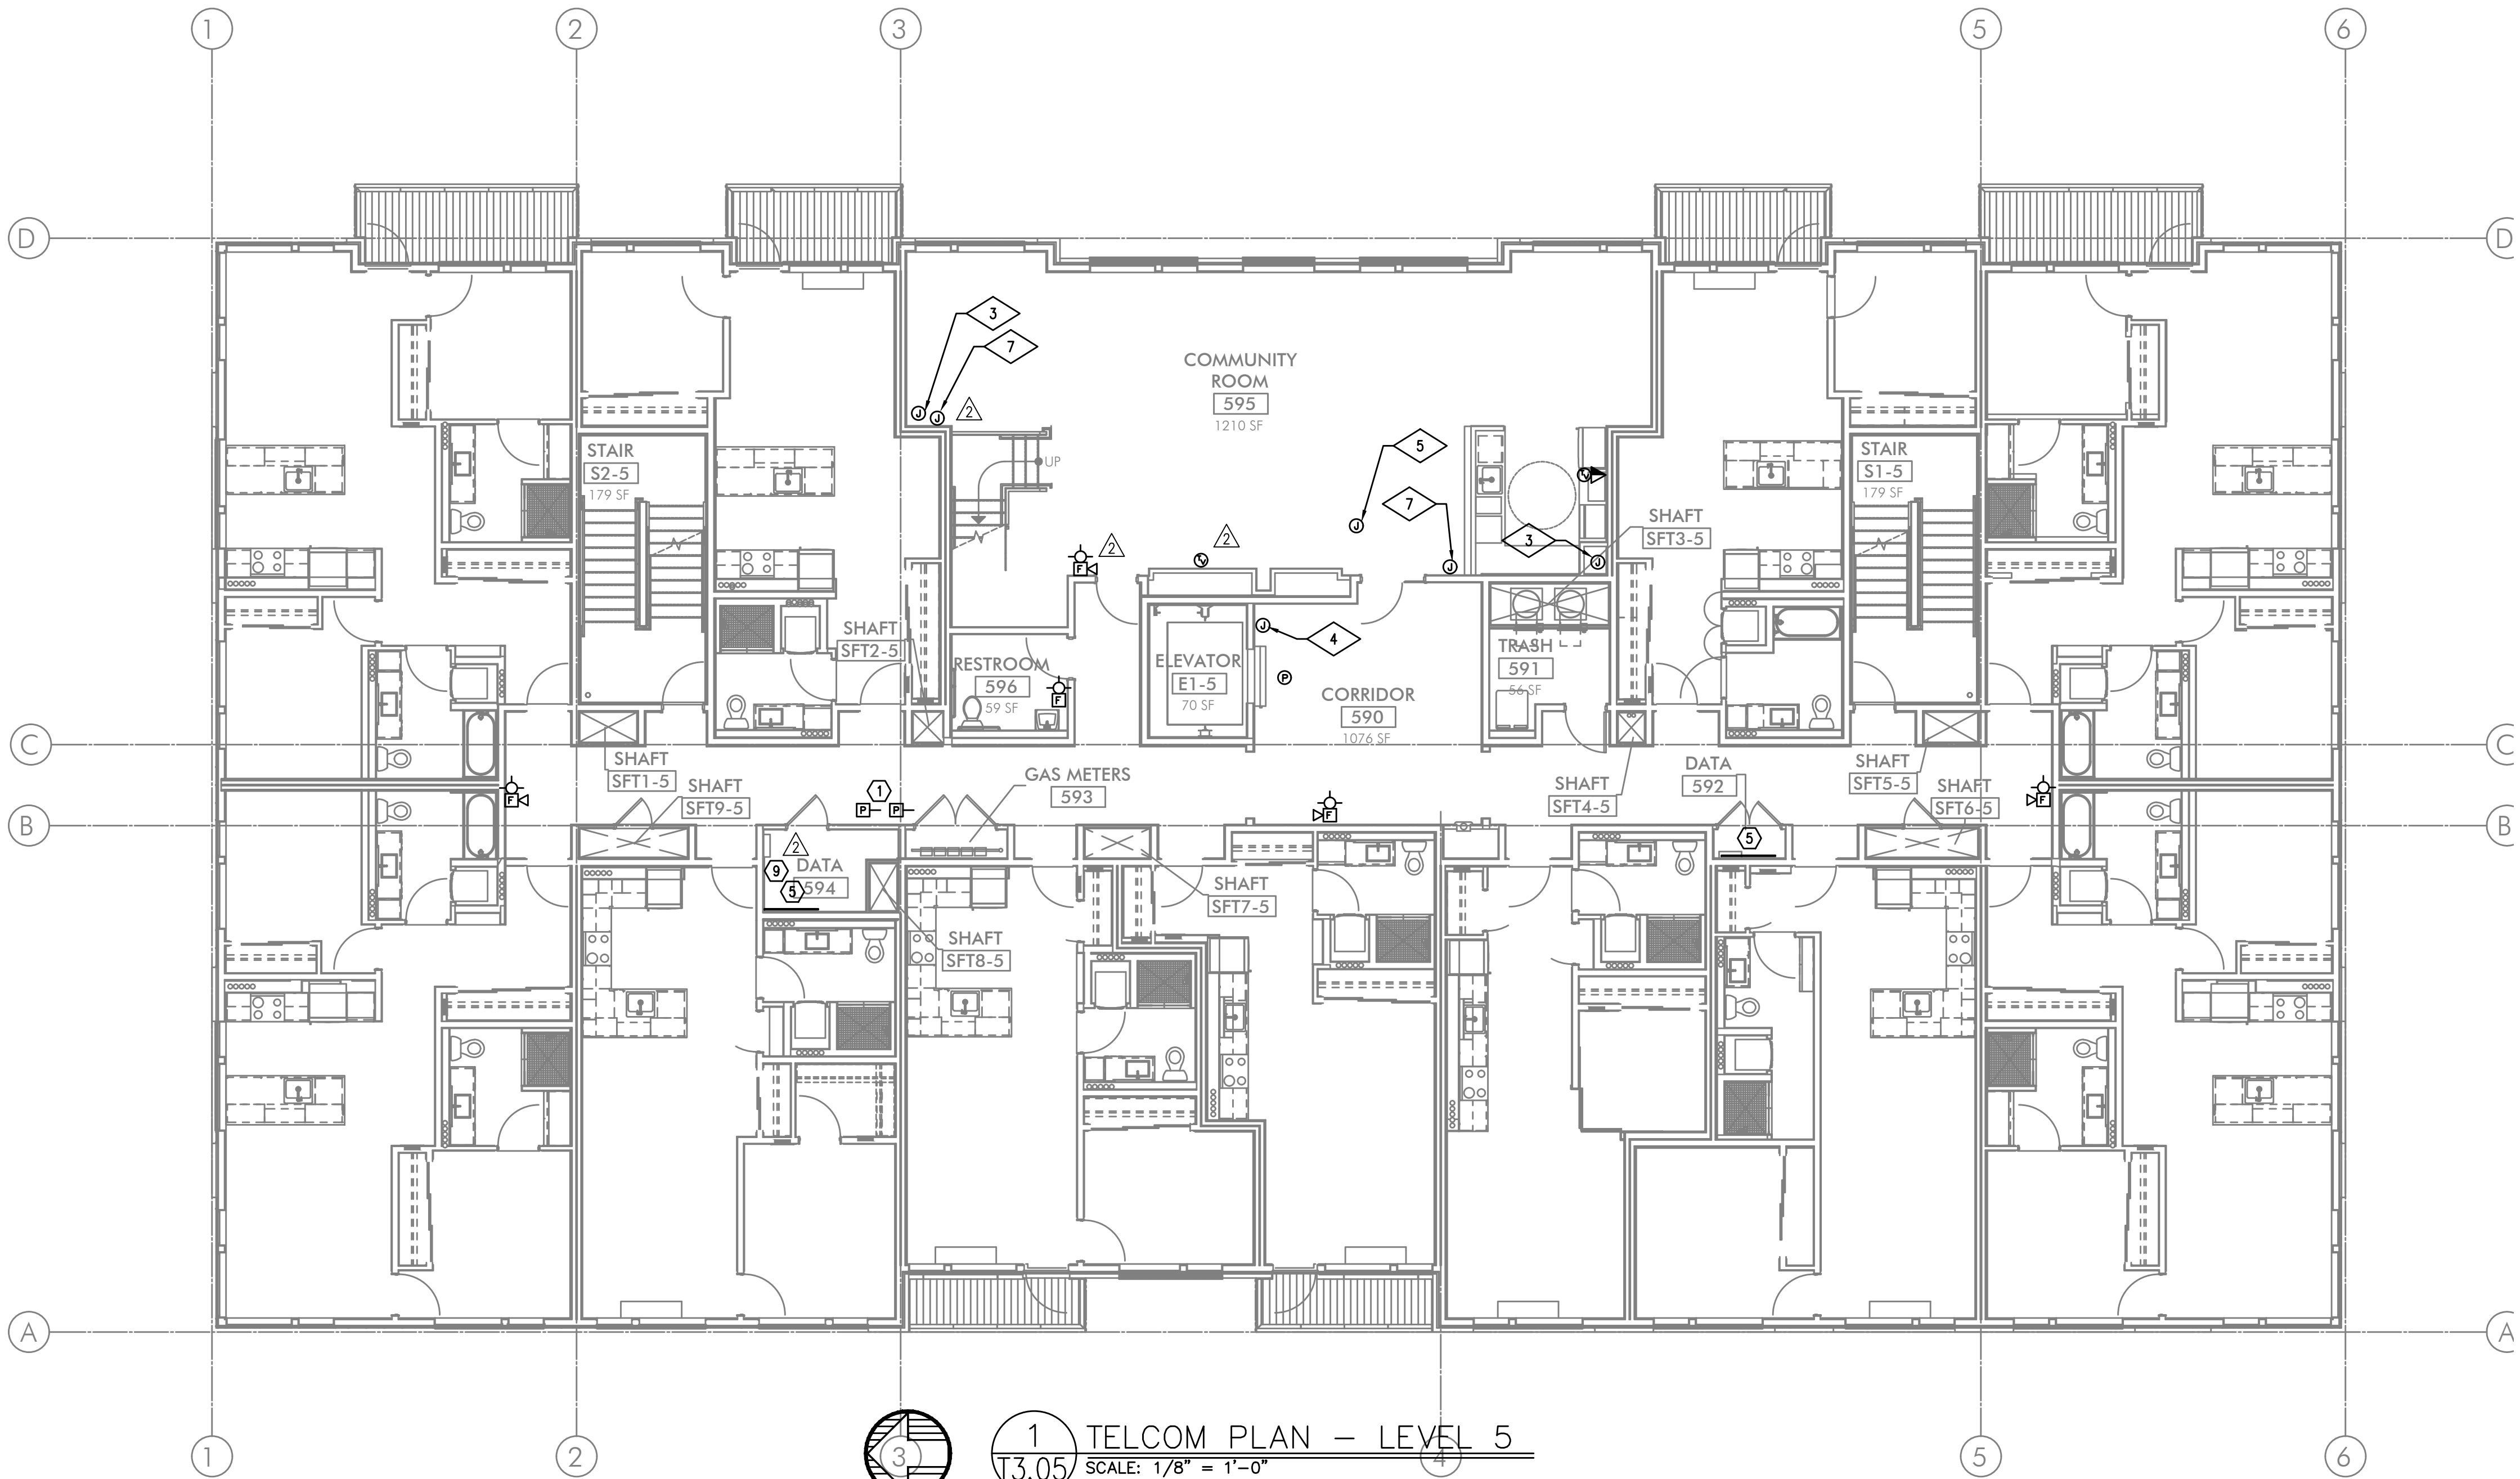 1
2
3
5
6
D
D
3
7
COMMUNITY
ROOM
595
1210 SF
J
J
2
5
STAIR
S2-5
179 SF
UP
STAIR
S1-5
179 SF
7
SHAFT
SFT3-5
J
3
2
2
F
J
J
SHAFT
SFT2-5
J
4
RESTROOM
596
59 SF
F
ELEVATOR
E1-5
70 SF
P
CORRIDOR
590
1076 SF
TRASH
591
56 SF
C
C
SHAFT
SFT1-5
SHAFT
SFT9-5
GAS METERS
593
SHAFT
SFT4-5
DATA
592
SHAFT
SFT5-5
SHAFT
SFT6-5
F
1
P
P
F
F
B
B
2
DATA
594
9
5
5
SHAFT
SFT7-5
SHAFT
SFT8-5
A
A
1
2
3
4
5
6
1
T3.05
TELCOM PLAN - LEVEL 5
SCALE: 1/8" = 1'-0"